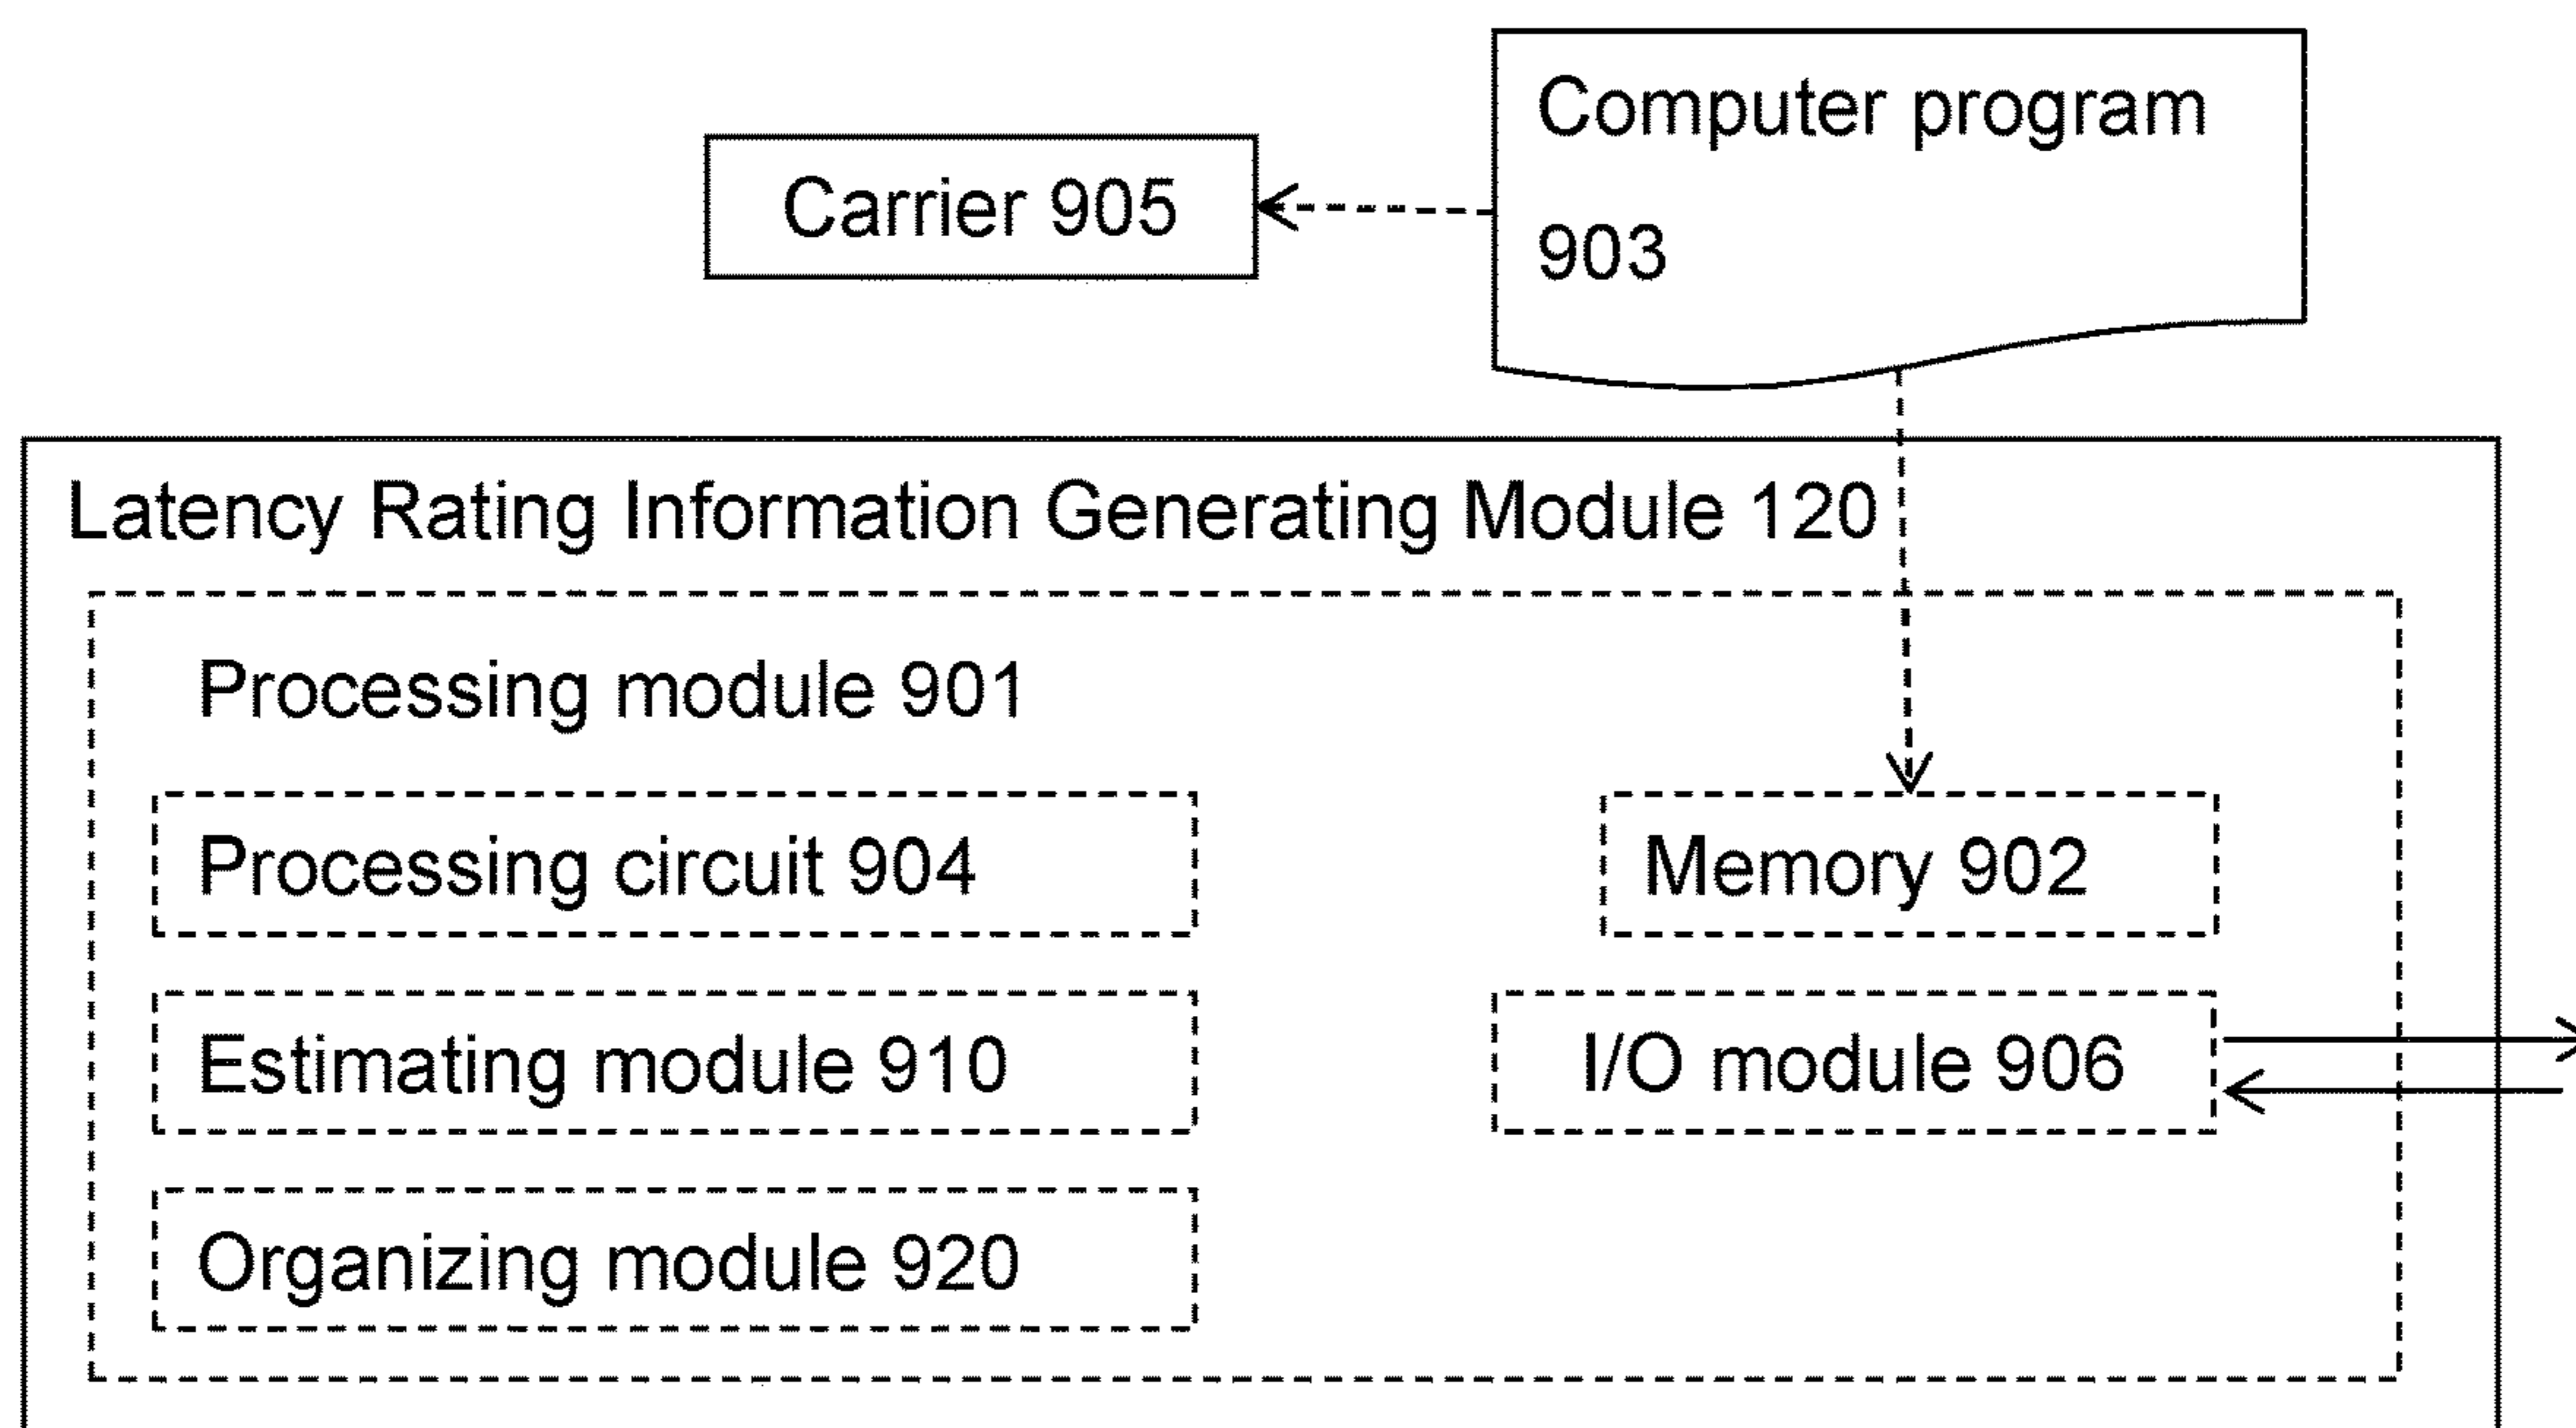 Computer program
903
Carrier 905
Latency Rating Information Generating Module 120
Processing module 901
Processing circuit 904
Memory 902
Estimating module 910
I/O module 906
Organizing module 920